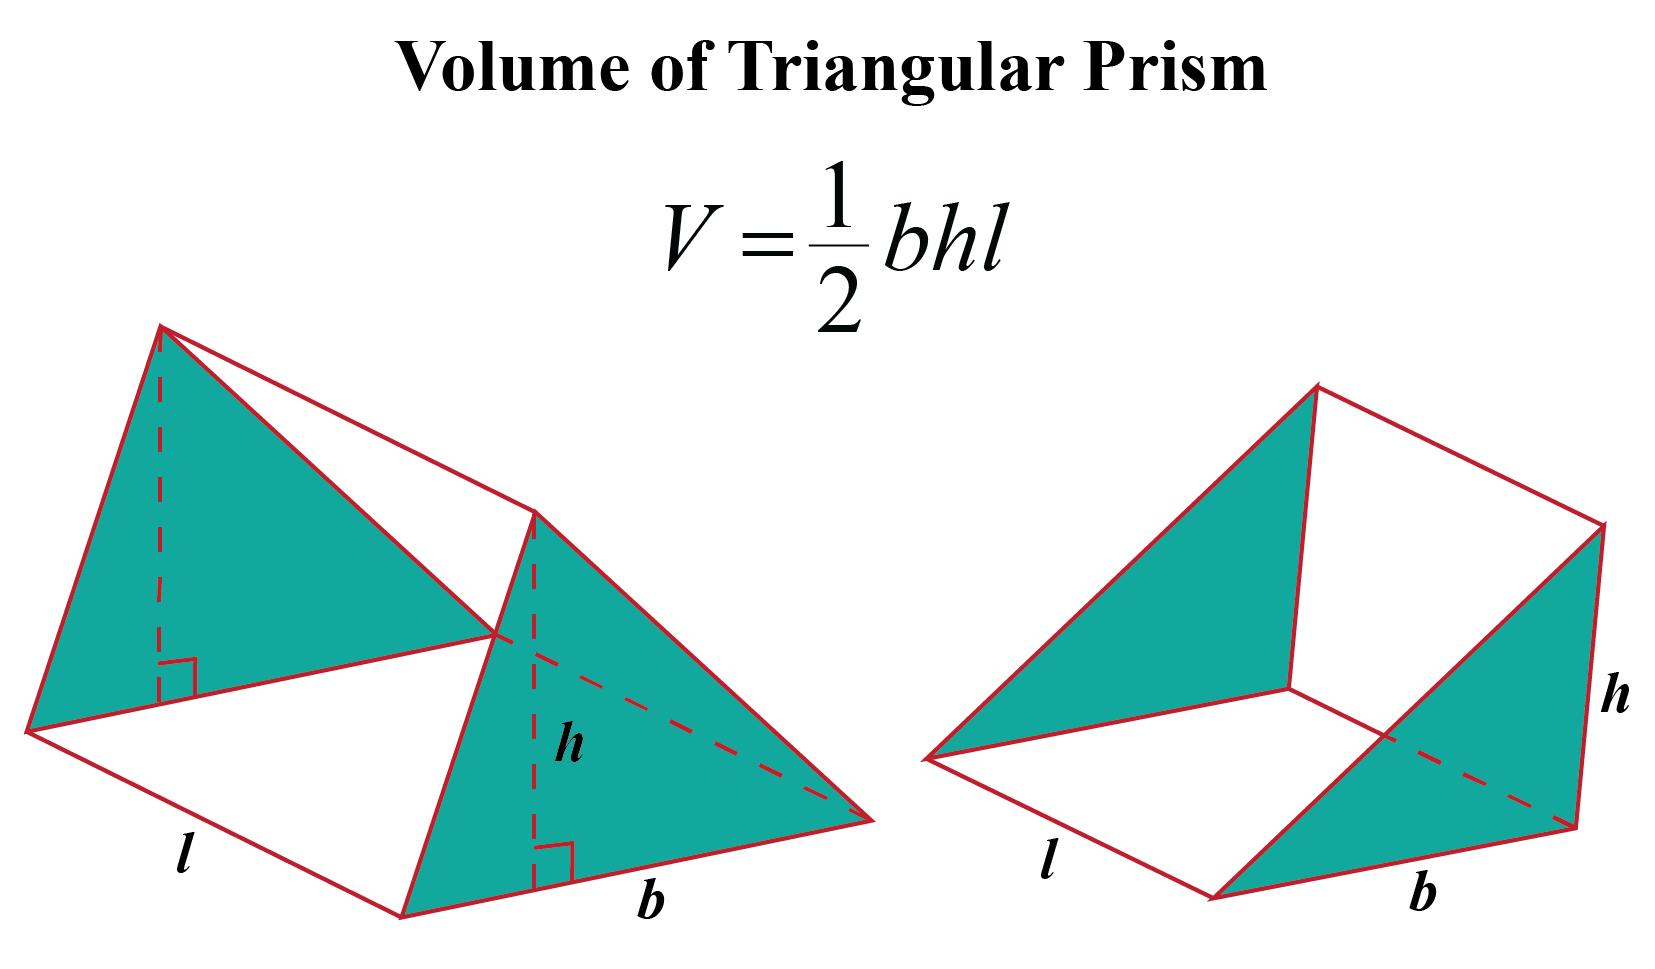 Volume of Triangular Prism
V = 1/2 bhl
h
l
b
h
l
b